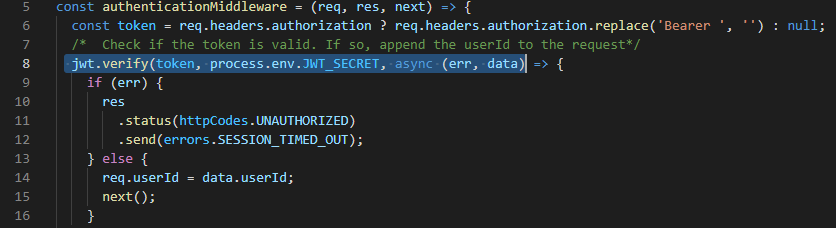 5 const authenticationMiddleware = (req, res, next) => {
6 const token = req.headers.authorization ? req.headers.authorization.replace('Bearer ', '') : null;
7 /*  Check if the token is valid. If so, append the userId to the request*/
8 jwt.verify(token, process.env.JWT_SECRET, async (err, data) => {
9 if (err) {
10 res
11 .status(httpCodes.UNAUTHORIZED)
12 .send(errors.SESSION_TIMED_OUT);
13 } else {
14 req.userId = data.userId;
15 next();
16 }